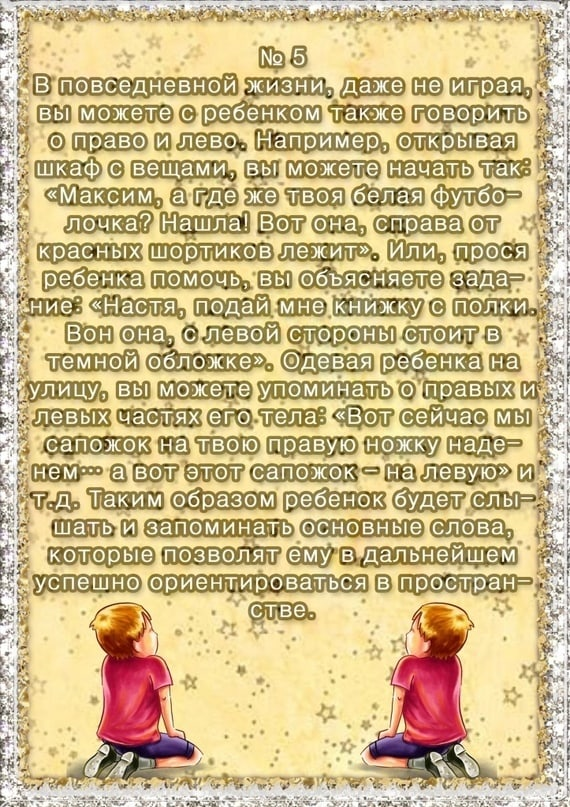 № 5
В повседневной жизни, даже не играя,
вы можете с ребенком также говорить
о право и лево. Например, открывая
шкаф с вещами, вы можете начать так:
«Максим, а где же твоя белая футбо-
лочка? Нашла! Вот она, справа от
красных шортиков лежит». Или, прося
ребенка помочь, вы объясняете зада-
ние: «Настя, подай мне книжку с полки.
Вон она, с левой стороны стоит в
темной обложке». Одевая ребенка на
улицу, вы можете упоминать о правых и
левых частях его тела: «Вот сейчас мы
сапожок на твою правую ножку наде-
нем… а вот этот сапожок – на левую» и
т.д. Таким образом ребенок будет слы-
шать и запоминать основные слова,
которые позволят ему в дальнейшем
успешно ориентироваться в простран-
стве.